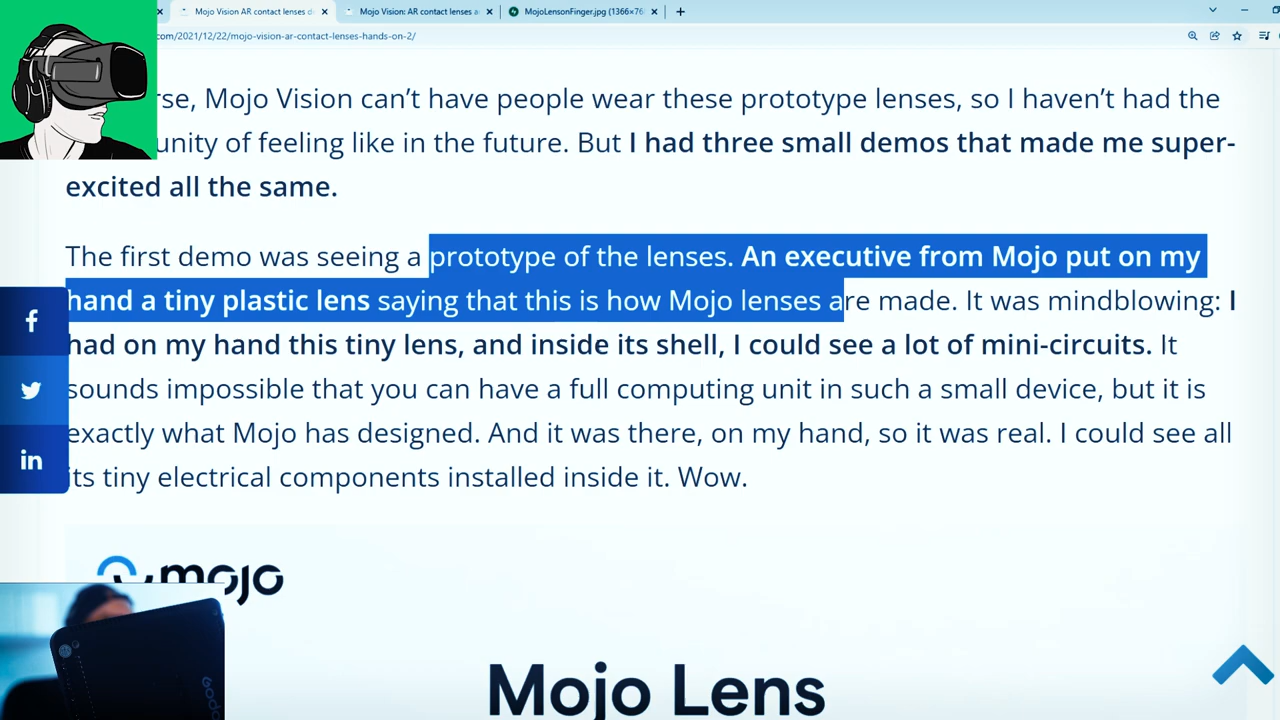 Mojo Vision AR contact lenses d
Mojo Vision: AR contact lenses a
MojoLensonFinger.jpg (1366×76
com/2021/12/22/mojo-vision-ar-contact-lenses-hands-on-2/
rse, Mojo Vision can’t have people wear these prototype lenses, so I haven’t had the
unity of feeling like in the future. But I had three small demos that made me super-
excited all the same.
The first demo was seeing a prototype of the lenses. An executive from Mojo put on my
hand a tiny plastic lens saying that this is how Mojo lenses are made. It was mindblowing: I
had on my hand this tiny lens, and inside its shell, I could see a lot of mini-circuits. It
sounds impossible that you can have a full computing unit in such a small device, but it is
exactly what Mojo has designed. And it was there, on my hand, so it was real. I could see all
its tiny electrical components installed inside it. Wow.
mojo
Mojo Lens